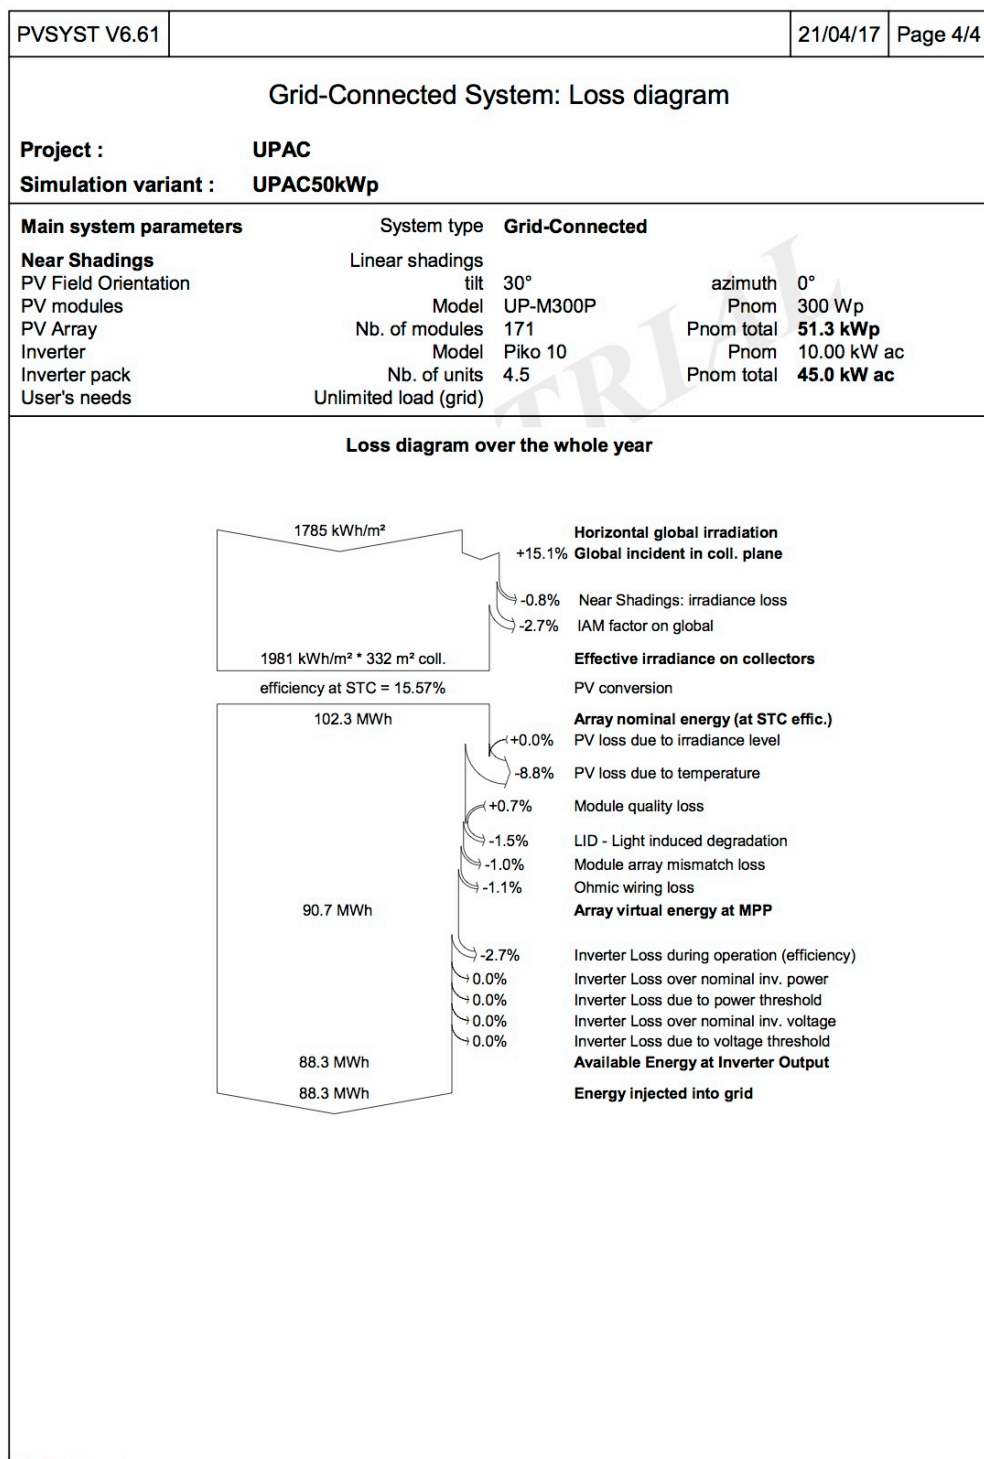 PVSYST V6.61 21/04/17 Page 4/4
Grid-Connected System: Loss diagram
Project : UPAC
Simulation variant : UPAC50kWp
Main system parameters System type Grid-Connected
Near Shadings Linear shadings
PV Field Orientation tilt 30° azimuth 0°
PV modules Model UP-M300P Pnom 300 Wp
PV Array Nb. of modules 171 Pnom total 51.3 kWp
Inverter Model Piko 10 Pnom 10.00 kW ac
Inverter pack Nb. of units 4.5 Pnom total 45.0 kW ac
User's needs Unlimited load (grid)
TRIAL
Loss diagram over the whole year
1785 kWh/m² Horizontal global irradiation
+15.1% Global incident in coll. plane
-0.8% Near Shadings: irradiance loss
-2.7% IAM factor on global
1981 kWh/m² * 332 m² coll. Effective irradiance on collectors
efficiency at STC = 15.57% PV conversion
102.3 MWh Array nominal energy (at STC effic.)
+0.0% PV loss due to irradiance level
-8.8% PV loss due to temperature
+0.7% Module quality loss
-1.5% LID - Light induced degradation
-1.0% Module array mismatch loss
-1.1% Ohmic wiring loss
90.7 MWh Array virtual energy at MPP
-2.7% Inverter Loss during operation (efficiency)
0.0% Inverter Loss over nominal inv. power
0.0% Inverter Loss due to power threshold
0.0% Inverter Loss over nominal inv. voltage
0.0% Inverter Loss due to voltage threshold
88.3 MWh Available Energy at Inverter Output
88.3 MWh Energy injected into grid